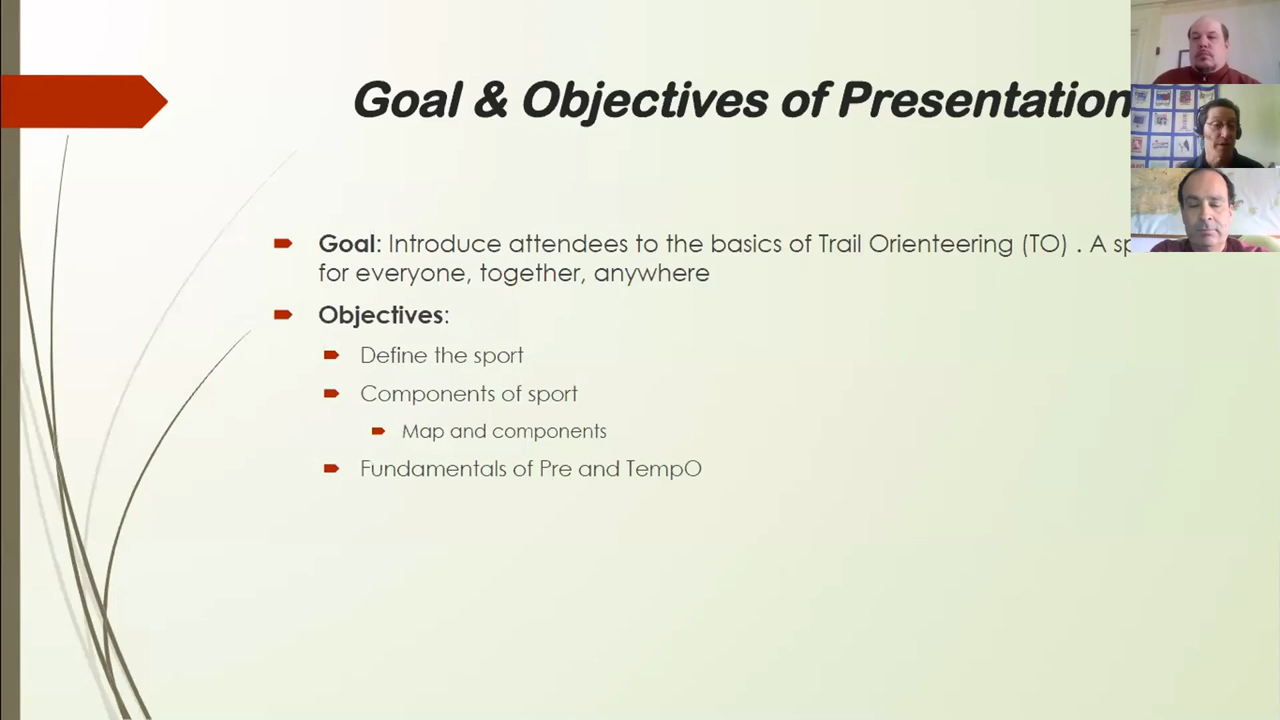 Goal & Objectives of Presentation
Goal: Introduce attendees to the basics of Trail Orienteering (TO) . A
for everyone, together, anywhere
Objectives:
Define the sport
Components of sport
Map and components
Fundamentals of Pre and TempO